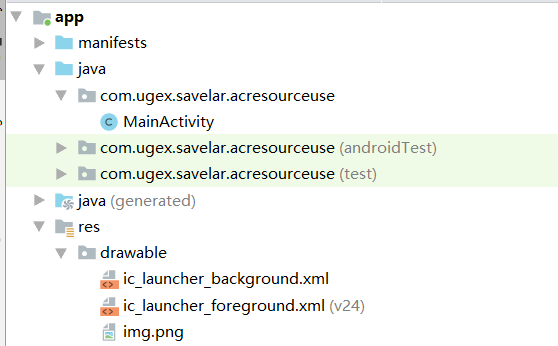 app
manifests
java
com.ugex.savelar.acresourceuse
MainActivity
com.ugex.savelar.acresourceuse (androidTest)
com.ugex.savelar.acresourceuse (test)
java (generated)
res
drawable
ic_launcher_background.xml
ic_launcher_foreground.xml (v24)
img.png